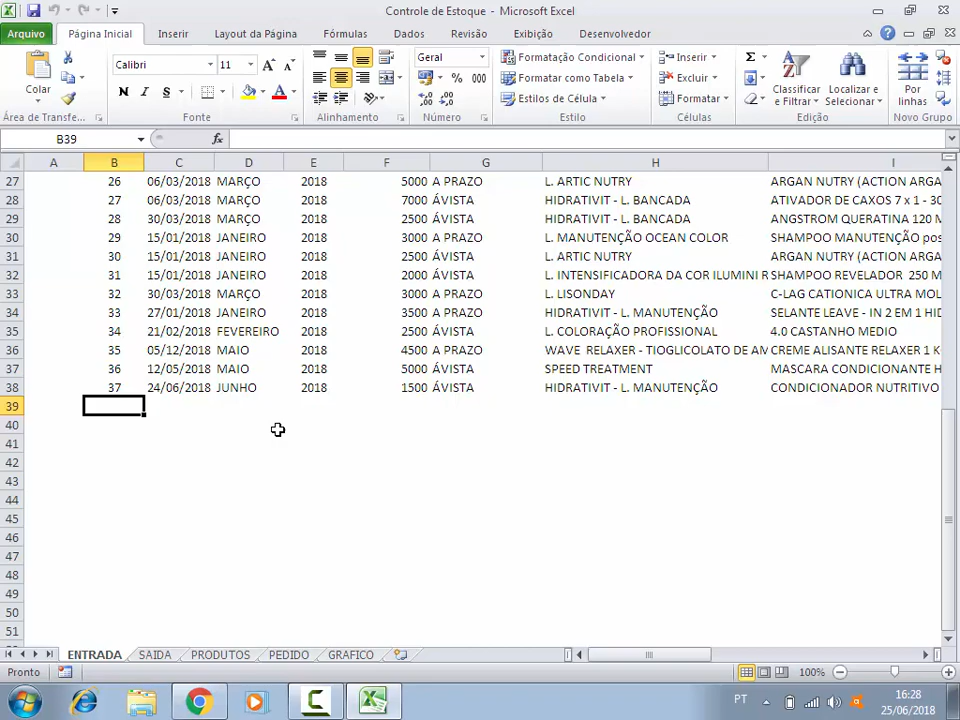 Controle de Estoque - Microsoft Excel
Arquivo Página Inicial Inserir Layout da Página Fórmulas Dados Revisão Exibição Desenvolvedor
Colar
Calibri 11
N I S
Geral
% 000
Formatação Condicional
Formatar como Tabela
Estilos de Célula
Inserir
Excluir
Formatar
Σ
Classificar e Filtrar
Localizar e Selecionar
Por linhas
Área de Transfe... Fonte Alinhamento Número Estilo Células Edição Novo Grupo
B39 fx
A B C D E F G H I
27 26 06/03/2018 MARÇO 2018 5000 A PRAZO L. ARTIC NUTRY ARGAN NUTRY (ACTION ARGA
28 27 06/03/2018 MARÇO 2018 7000 ÁVISTA HIDRATIVIT - L. BANCADA ATIVADOR DE CAXOS 7 x 1 - 30
29 28 30/03/2018 MARÇO 2018 2500 ÁVISTA HIDRATIVIT - L. BANCADA ANGSTROM QUERATINA 120 M
30 29 15/01/2018 JANEIRO 2018 3000 A PRAZO L. MANUTENÇÃO OCEAN COLOR SHAMPOO MANUTENÇÃO pos
31 30 15/01/2018 JANEIRO 2018 2500 ÁVISTA L. ARTIC NUTRY ARGAN NUTRY (ACTION ARGA
32 31 15/01/2018 JANEIRO 2018 2000 ÁVISTA L. INTENSIFICADORA DA COR ILUMINI R SHAMPOO REVELADOR 250 M
33 32 30/03/2018 MARÇO 2018 3000 A PRAZO L. LISONDAY C-LAG CATIONICA ULTRA MOL
34 33 27/01/2018 JANEIRO 2018 3500 A PRAZO HIDRATIVIT - L. MANUTENÇÃO SELANTE LEAVE - IN 2 EM 1 HID
35 34 21/02/2018 FEVEREIRO 2018 2500 ÁVISTA L. COLORAÇÃO PROFISSIONAL 4.0 CASTANHO MEDIO
36 35 05/12/2018 MAIO 2018 4500 A PRAZO WAVE RELAXER - TIOGLICOLATO DE AM CREME ALISANTE RELAXER 1 K
37 36 12/05/2018 MAIO 2018 5000 ÁVISTA SPEED TREATMENT MASCARA CONDICIONANTE H
38 37 24/06/2018 JUNHO 2018 1500 ÁVISTA HIDRATIVIT - L. MANUTENÇÃO CONDICIONADOR NUTRITIVO
39
40
41
42
43
44
45
46
47
48
49
50
51
ENTRADA SAIDA PRODUTOS PEDIDO GRAFICO
Pronto 100%
PT 16:28
25/06/2018